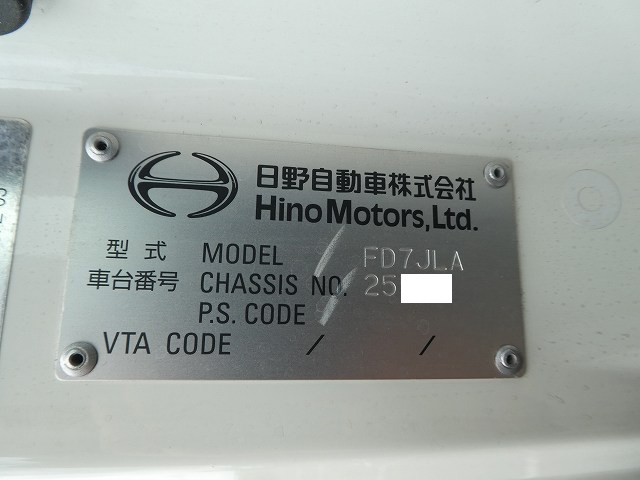 日野自動車株式会社
Hino Motors, Ltd.
型式 MODEL FD7JLA
車台番号 CHASSIS NO. 25
P.S. CODE
VTA CODE / /